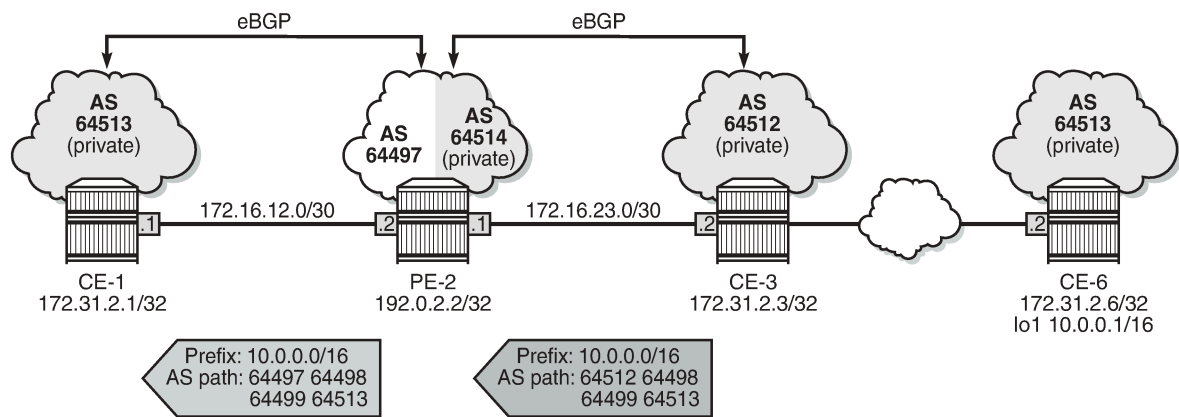 eBGP
eBGP
AS
64513
(private)
AS
64497
AS
64514
(private)
AS
64512
(private)
AS
64513
(private)
172.16.12.0/30
172.16.23.0/30
.1
.2
.1
.2
.2
CE-1
172.31.2.1/32
PE-2
192.0.2.2/32
CE-3
172.31.2.3/32
CE-6
172.31.2.6/32
lo1 10.0.0.1/16
Prefix: 10.0.0.0/16
AS path: 64497 64498
64499 64513
Prefix: 10.0.0.0/16
AS path: 64512 64498
64499 64513